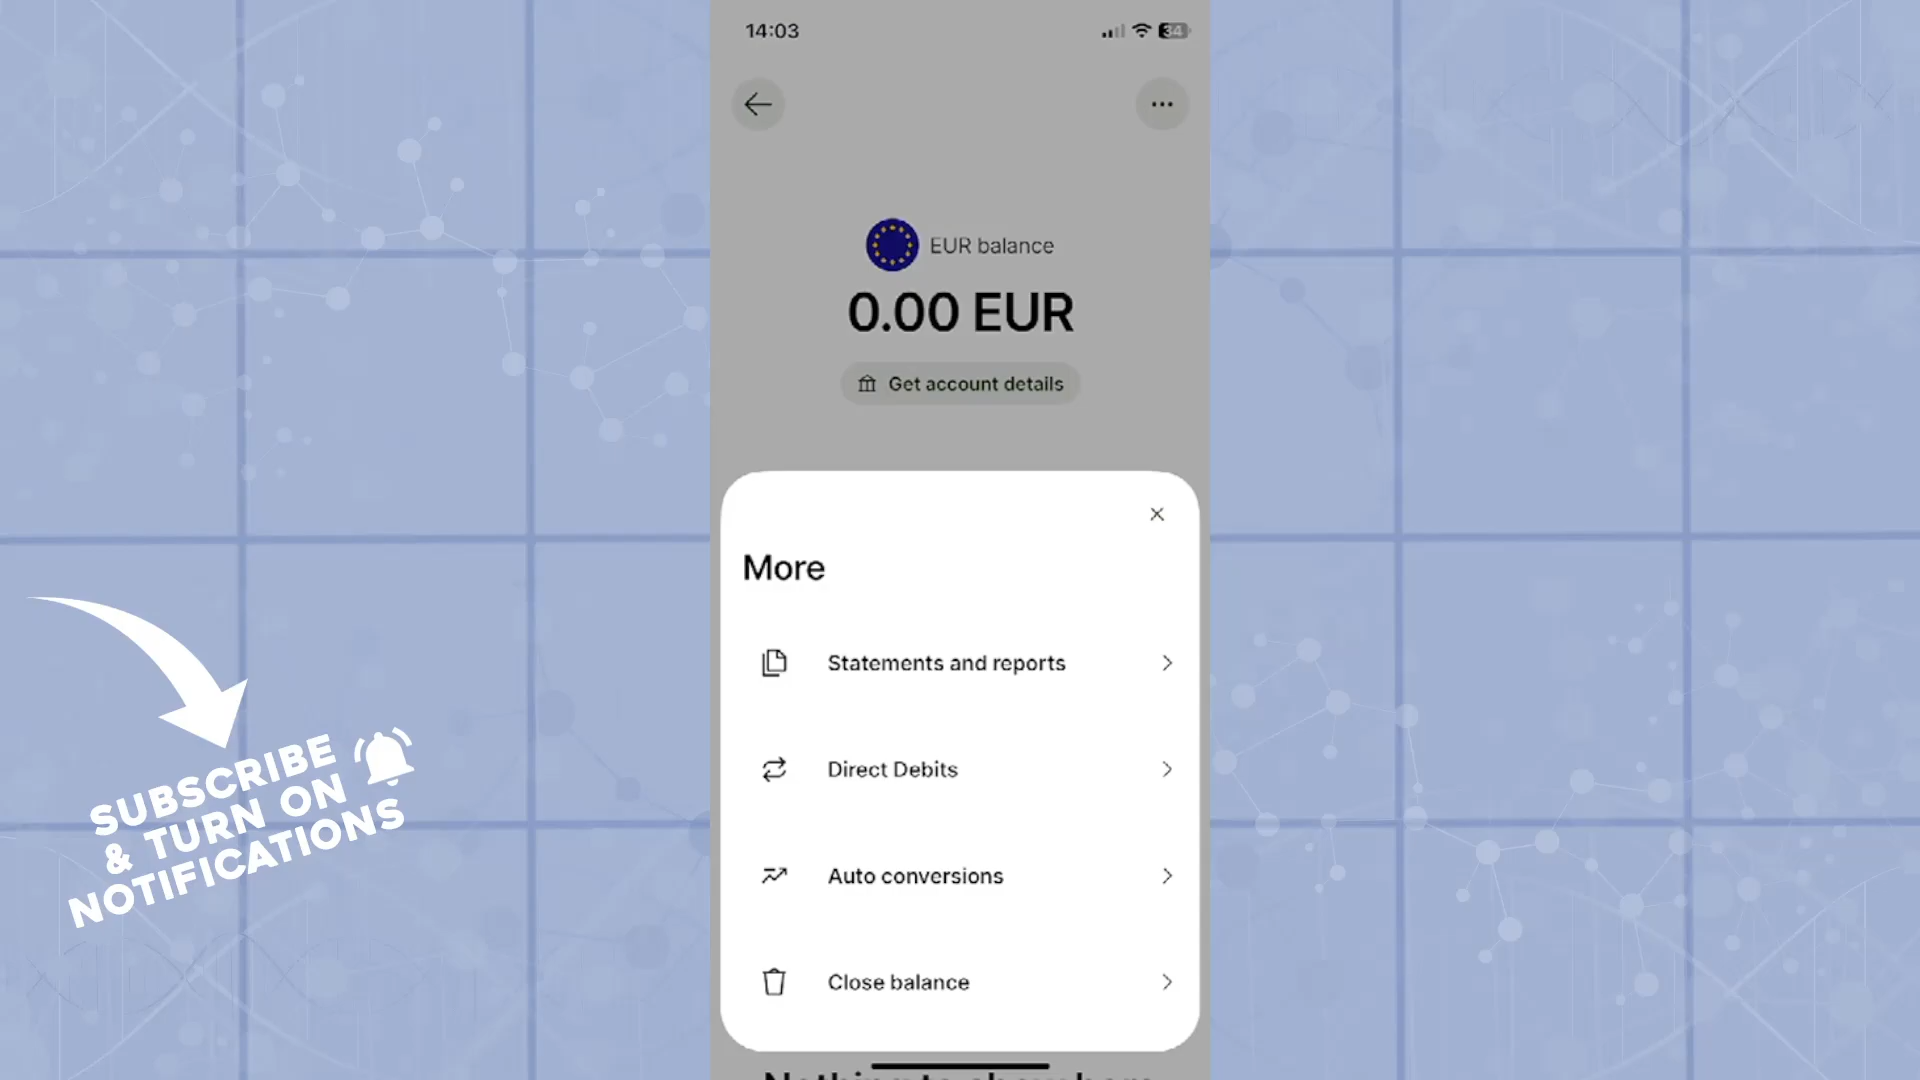 14:03
34
EUR balance
0.00 EUR
Get account details
More
Statements and reports
Direct Debits
Auto conversions
Close balance
SUBSCRIBE
& TURN ON
NOTIFICATIONS